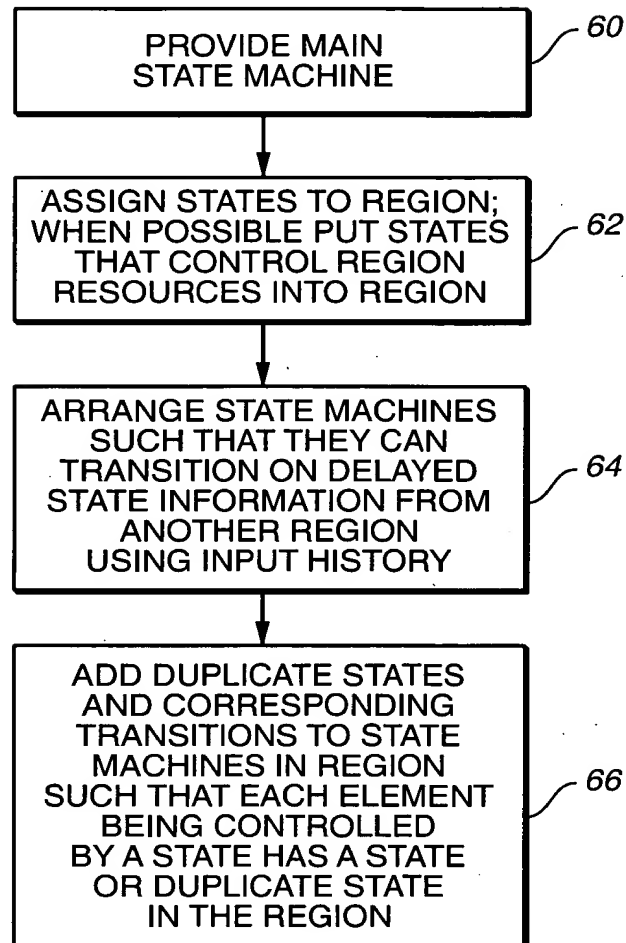 PROVIDE MAIN
STATE MACHINE
60
ASSIGN STATES TO REGION;
WHEN POSSIBLE PUT STATES
THAT CONTROL REGION
RESOURCES INTO REGION
62
ARRANGE STATE MACHINES
SUCH THAT THEY CAN
TRANSITION ON DELAYED
STATE INFORMATION FROM
ANOTHER REGION
USING INPUT HISTORY
64
ADD DUPLICATE STATES
AND CORRESPONDING
TRANSITIONS TO STATE
MACHINES IN REGION
SUCH THAT EACH ELEMENT
BEING CONTROLLED
BY A STATE HAS A STATE
OR DUPLICATE STATE
IN THE REGION
66